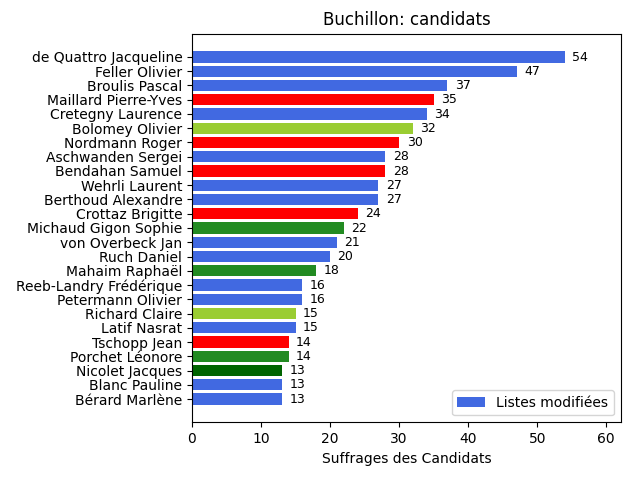 Buchillon: candidats
de Quattro Jacqueline 54
Feller Olivier 47
Broulis Pascal 37
Maillard Pierre-Yves 35
Cretegny Laurence 34
Bolomey Olivier 32
Nordmann Roger 30
Aschwanden Sergei 28
Bendahan Samuel 28
Wehrli Laurent 27
Berthoud Alexandre 27
Crottaz Brigitte 24
Michaud Gigon Sophie 22
von Overbeck Jan 21
Ruch Daniel 20
Mahaim Raphaël 18
Reeb-Landry Frédérique 16
Petermann Olivier 16
Richard Claire 15
Latif Nasrat 15
Tschopp Jean 14
Porchet Léonore 14
Nicolet Jacques 13
Blanc Pauline 13
Bérard Marlène 13
Listes modifiées
0 10 20 30 40 50 60
Suffrages des Candidats